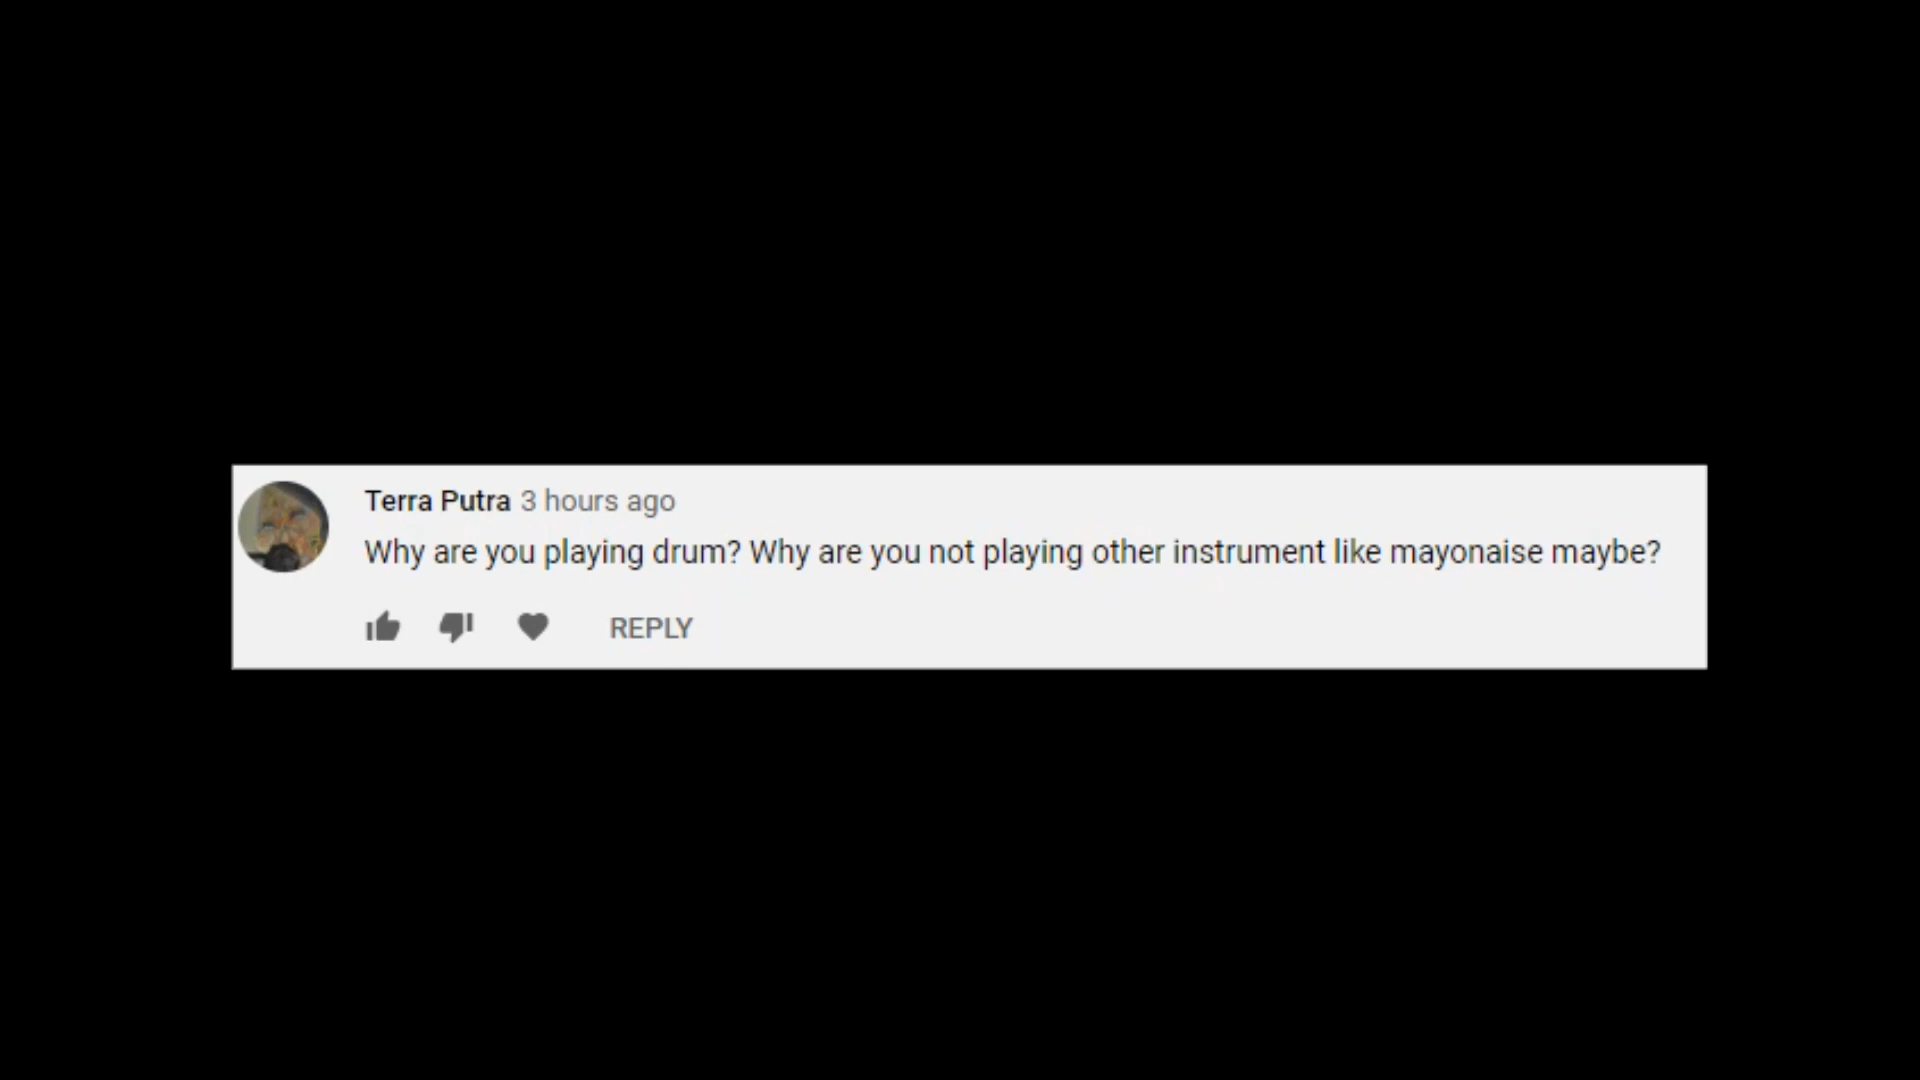 Terra Putra 3 hours ago
Why are you playing drum? Why are you not playing other instrument like mayonaise maybe?
REPLY